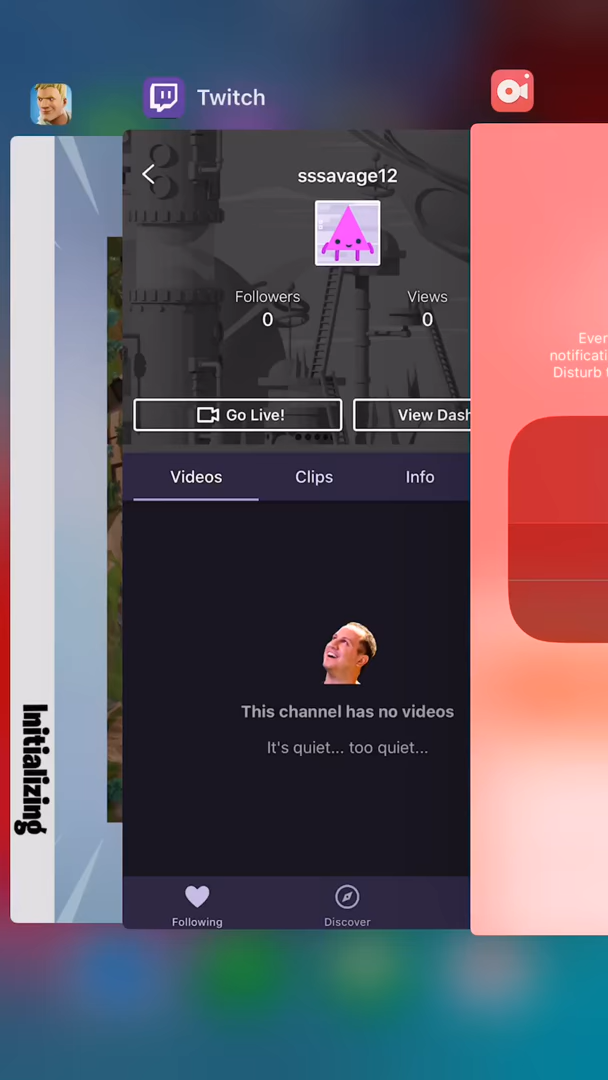 Twitch
sssavage12
Followers
Views
0
0
Go Live!
View Dash
Videos
Clips
Info
This channel has no videos
It's quiet... too quiet...
Following
Discover
Initializing
Ever
notificati
Disturb